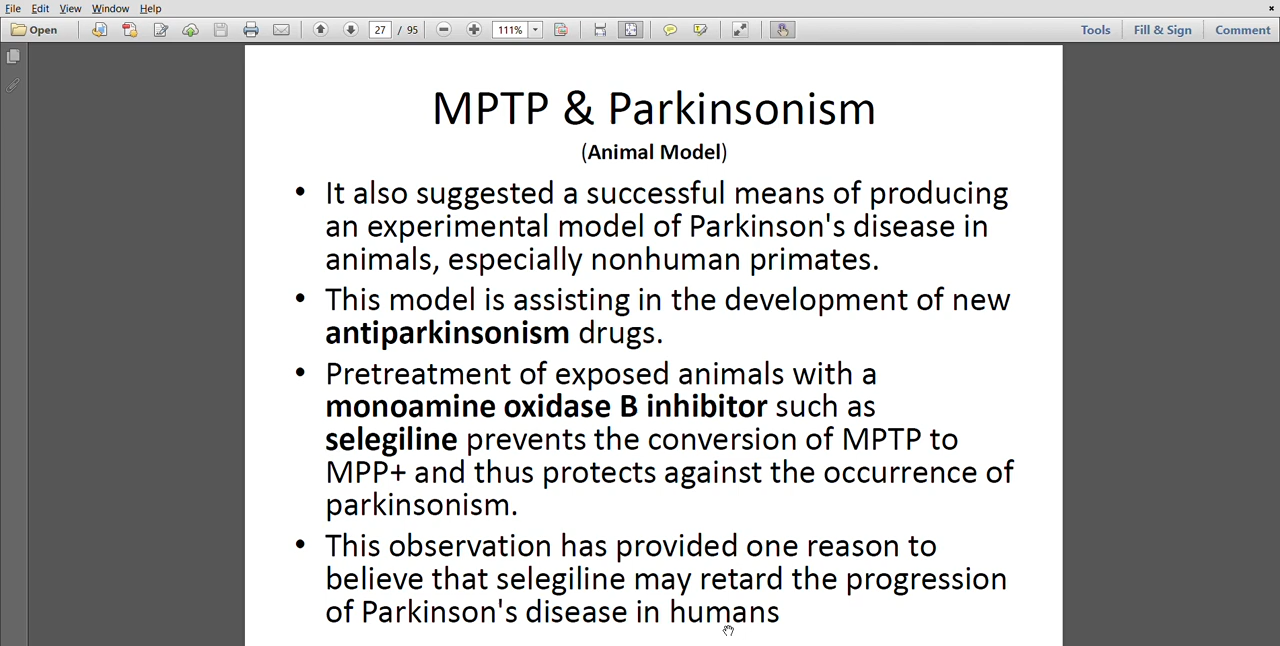 File Edit View Window Help
×
Open 27 / 95 111% Tools Fill & Sign Comment
MPTP & Parkinsonism
(Animal Model)
• It also suggested a successful means of producing
an experimental model of Parkinson's disease in
animals, especially nonhuman primates.
• This model is assisting in the development of new
antiparkinsonism drugs.
• Pretreatment of exposed animals with a
monoamine oxidase B inhibitor such as
selegiline prevents the conversion of MPTP to
MPP+ and thus protects against the occurrence of
parkinsonism.
• This observation has provided one reason to
believe that selegiline may retard the progression
of Parkinson's disease in humans